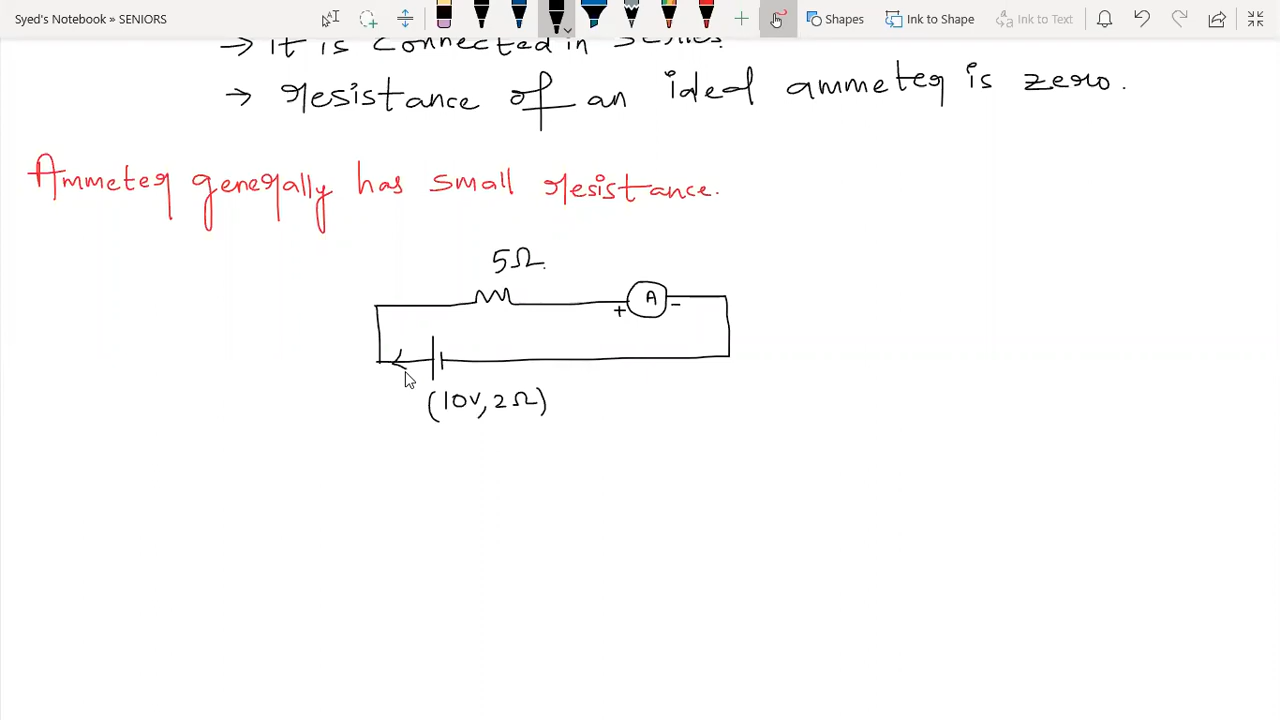 Syed's Notebook » SENIORS
Shapes
Ink to Shape
Ink to Text
→ It is connected in series.
→ resistance of an ideal ammeter is zero.
Ammeter generally has small resistance.
5Ω
A
+ -
(10V, 2Ω)